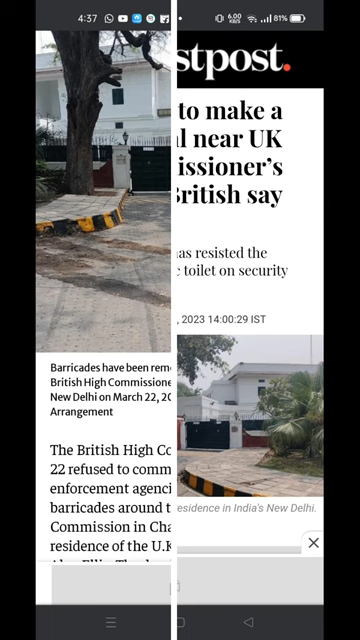 4:37
6.00
KB/S
81%
stpost.
to make a
l near UK
issioner's
British say
as resisted the
c toilet on security
, 2023 14:00:29 IST
esidence in India's New Delhi.
Barricades have been rem
British High Commissione
New Delhi on March 22, 20
Arrangement
The British High Co
22 refused to comm
enforcement agenci
barricades around t
Commission in Cha
residence of the U.K